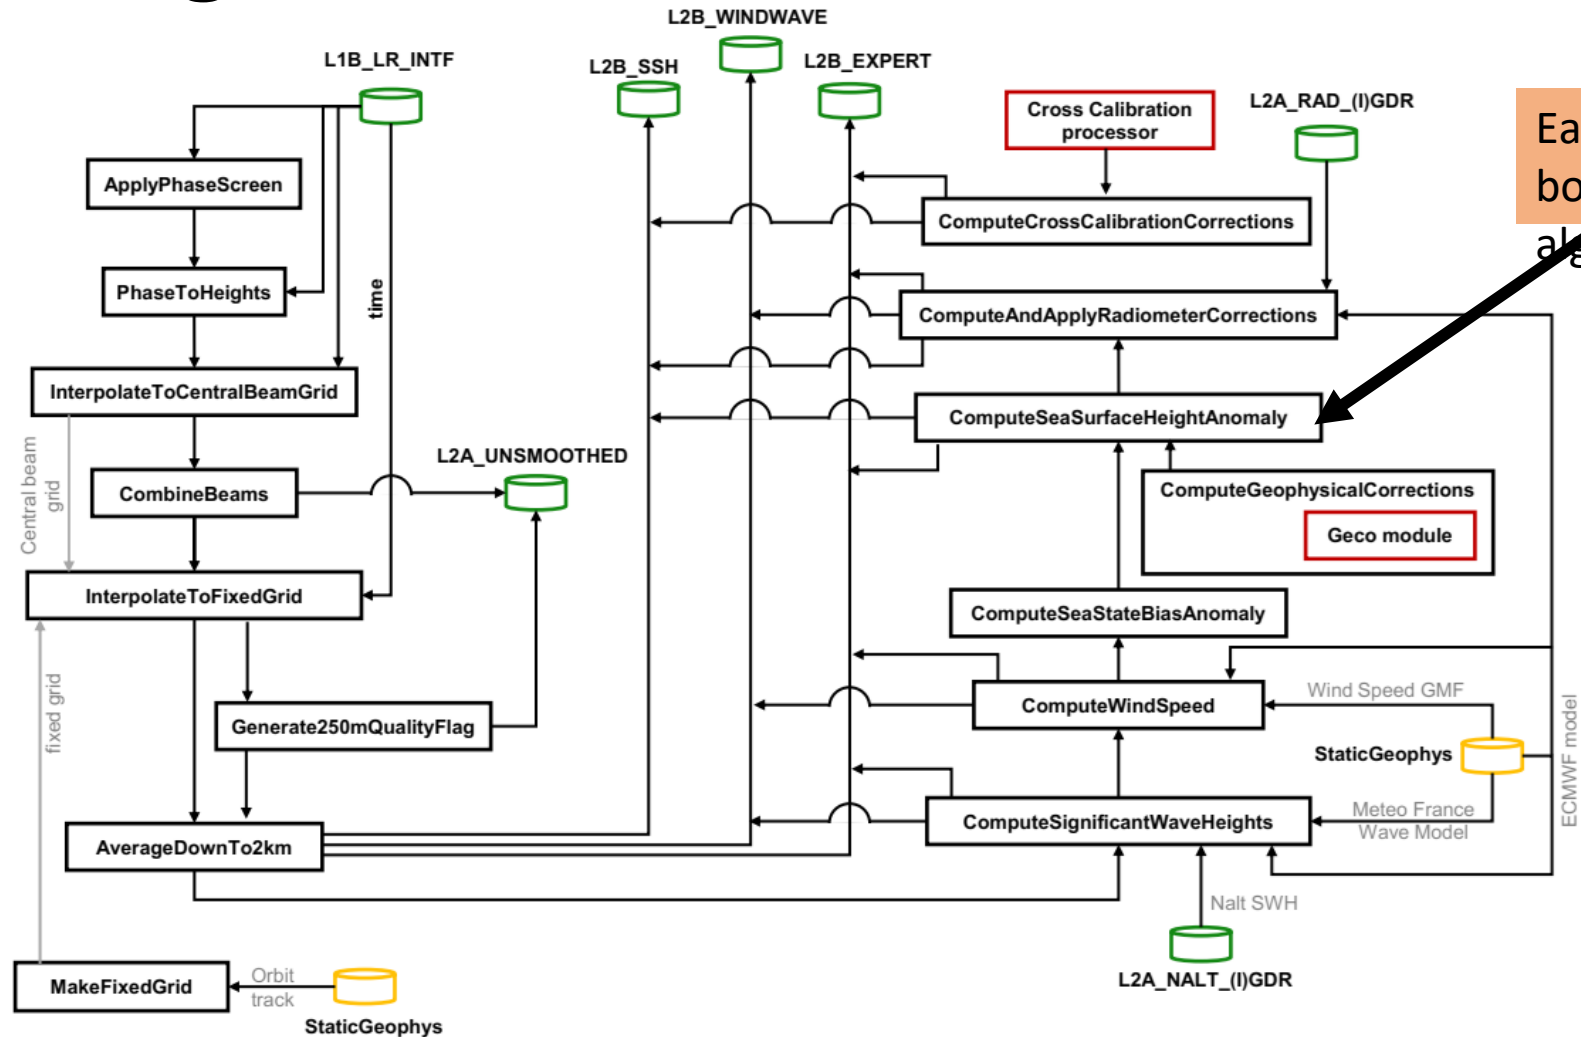 L2B_WINDWAVE
L1B_LR_INTF
L2B_SSH
L2B_EXPERT
Cross Calibration
processor
L2A_RAD_(I)GDR
Ea
bo
alg
ApplyPhaseScreen
ComputeCrossCalibrationCorrections
PhaseToHeights
time
ComputeAndApplyRadiometerCorrections
InterpolateToCentralBeamGrid
ComputeSeaSurfaceHeightAnomaly
Central beam
grid
L2A_UNSMOOTHED
CombineBeams
ComputeGeophysicalCorrections
Geco module
InterpolateToFixedGrid
ComputeSeaStateBiasAnomaly
fixed grid
Generate250mQualityFlag
ComputeWindSpeed
Wind Speed GMF
StaticGeophys
ECMWF model
AverageDownTo2km
ComputeSignificantWaveHeights
Meteo France
Wave Model
Nalt SWH
L2A_NALT_(I)GDR
MakeFixedGrid
Orbit
track
StaticGeophys